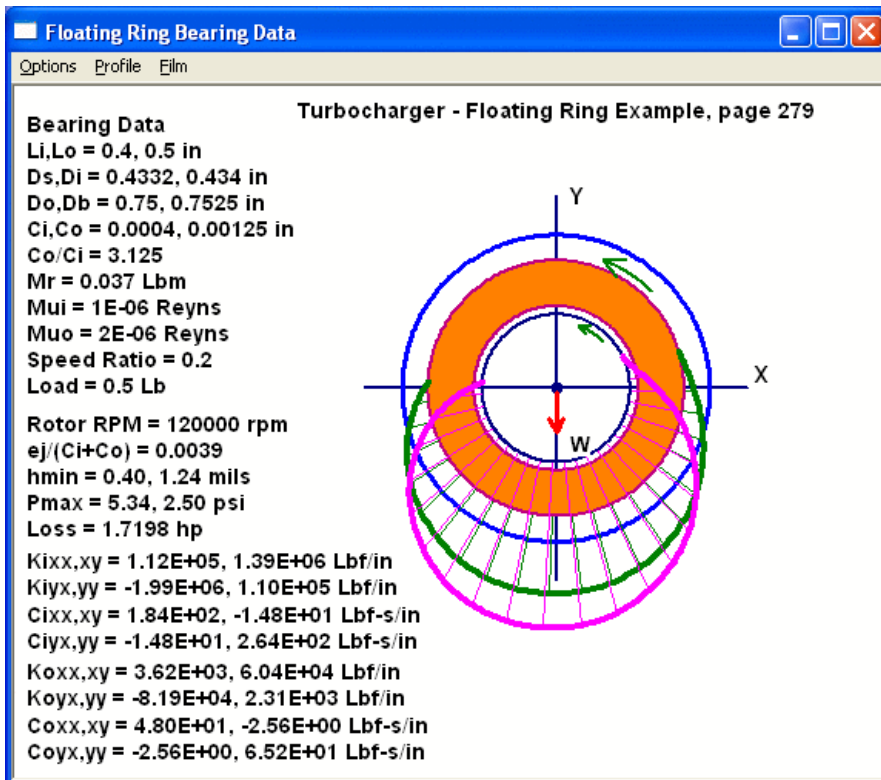 Floating Ring Bearing Data
Options Profile Film
Turbocharger - Floating Ring Example, page 279
Bearing Data
Li,Lo = 0.4, 0.5 in
Ds,Di = 0.4332, 0.434 in
Do,Db = 0.75, 0.7525 in
Ci,Co = 0.0004, 0.00125 in
Co/Ci = 3.125
Mr = 0.037 Lbm
Mui = 1E-06 Reyns
Muo = 2E-06 Reyns
Speed Ratio = 0.2
Load = 0.5 Lb
Rotor RPM = 120000 rpm
ej/(Ci+Co) = 0.0039
hmin = 0.40, 1.24 mils
Pmax = 5.34, 2.50 psi
Loss = 1.7198 hp
Kixx,xy = 1.12E+05, 1.39E+06 Lbf/in
Kiyx,yy = -1.99E+06, 1.10E+05 Lbf/in
Cixx,xy = 1.84E+02, -1.48E+01 Lbf-s/in
Ciyx,yy = -1.48E+01, 2.64E+02 Lbf-s/in
Koxx,xy = 3.62E+03, 6.04E+04 Lbf/in
Koyx,yy = -8.19E+04, 2.31E+03 Lbf/in
Coxx,xy = 4.80E+01, -2.56E+00 Lbf-s/in
Coyx,yy = -2.56E+00, 6.52E+01 Lbf-s/in
Y
X
W